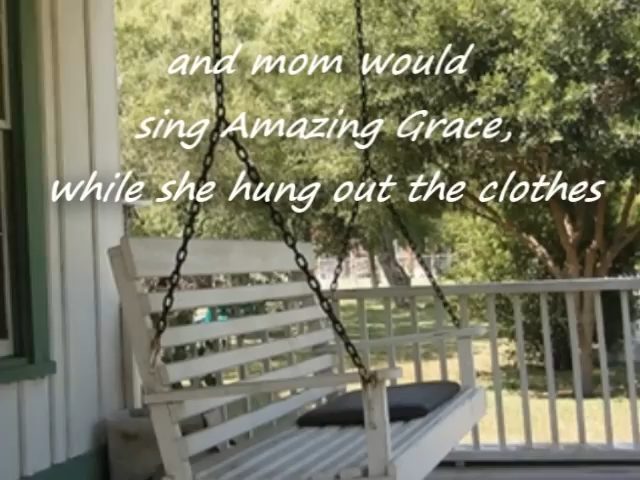 and mom would
sing Amazing Grace,
while she hung out the clothes